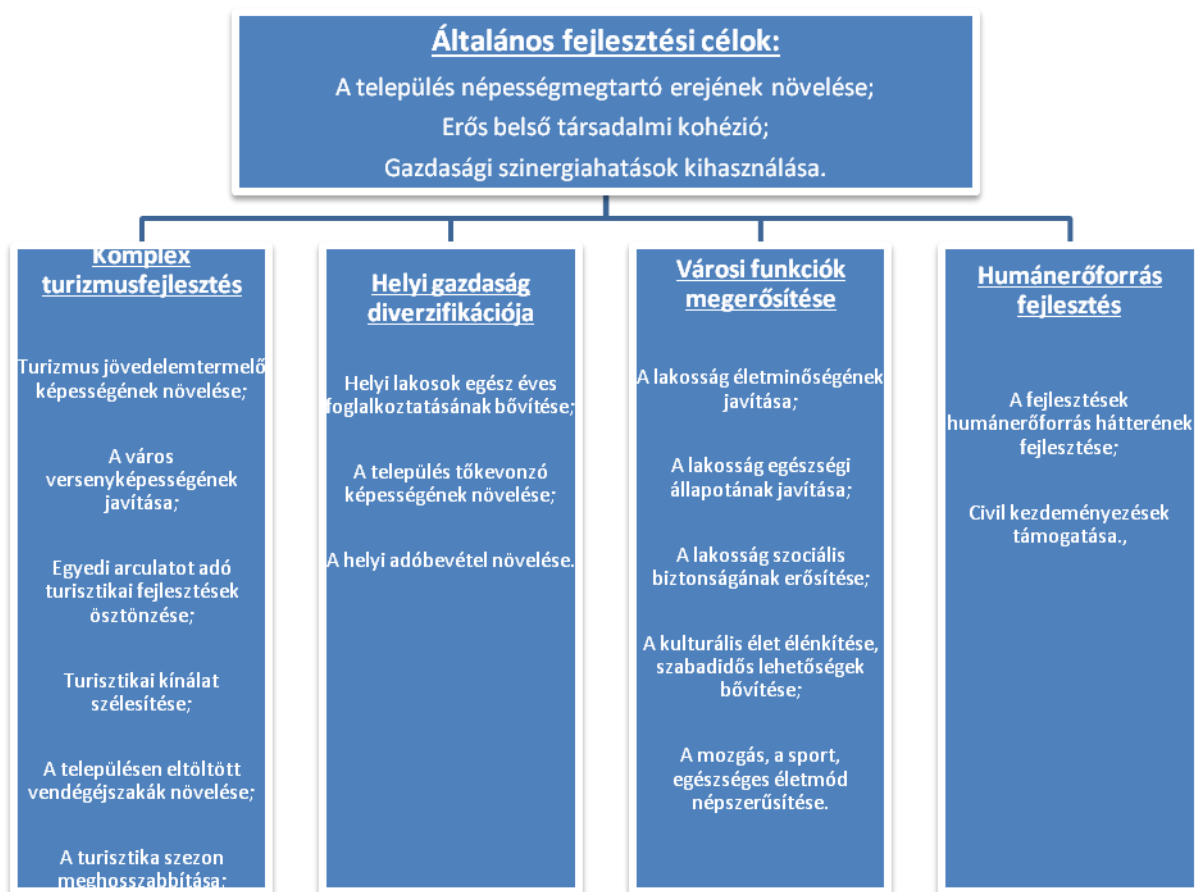 Általános fejlesztési célok:
A település népességmegtartó erejének növelése;
Erős belső társadalmi kohézió;
Gazdasági szinergiahatások kihasználása.
Komplex
turizmusfejlesztés
Turizmus jövedelemtermelő
képességének növelése;
A város
versenyképességének
javítása;
Egyedi arculatot adó
turisztikai fejlesztések
ösztönzése;
Turisztikai kínálat
szélesítése;
A településen eltöltött
vendégéjszakák növelése;
A turisztika szezon
meghosszabbítása;
Helyi gazdaság
diverzifikációja
Helyi lakosok egész éves
foglalkoztatásának bővítése;
A település tőkevonzó
képességének növelése;
A helyi adóbevétel növelése.
Városi funkciók
megerősítése
A lakosság életminőségének
javítása;
A lakosság egészségi
állapotának javítása;
A lakosság szociális
biztonságának erősítése;
A kulturális élet élénkítése,
szabadidős lehetőségek
bővítése;
A mozgás, a sport,
egészséges életmód
népszerűsítése.
Humánerőforrás
fejlesztés
A fejlesztések
humánerőforrás hátterének
fejlesztése;
Civil kezdeményezések
támogatása.,